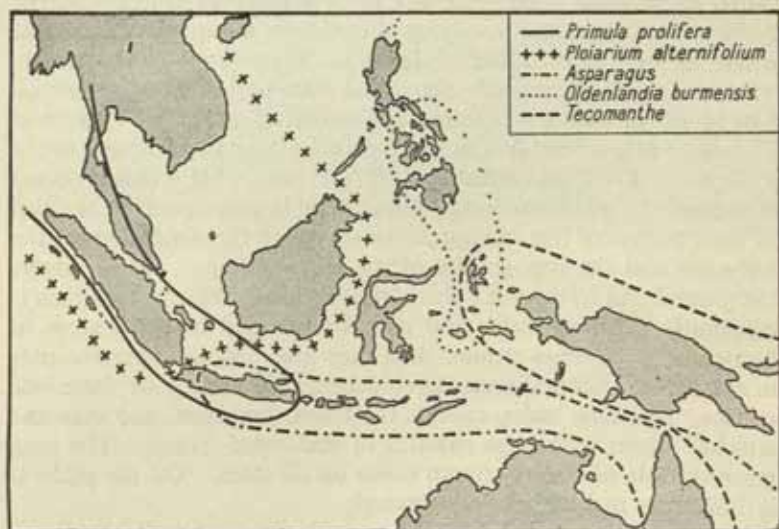 Primula prolifera
Ploiarium alternifolium
Asparagus
Oldenlandia burmensis
Tecomanthe